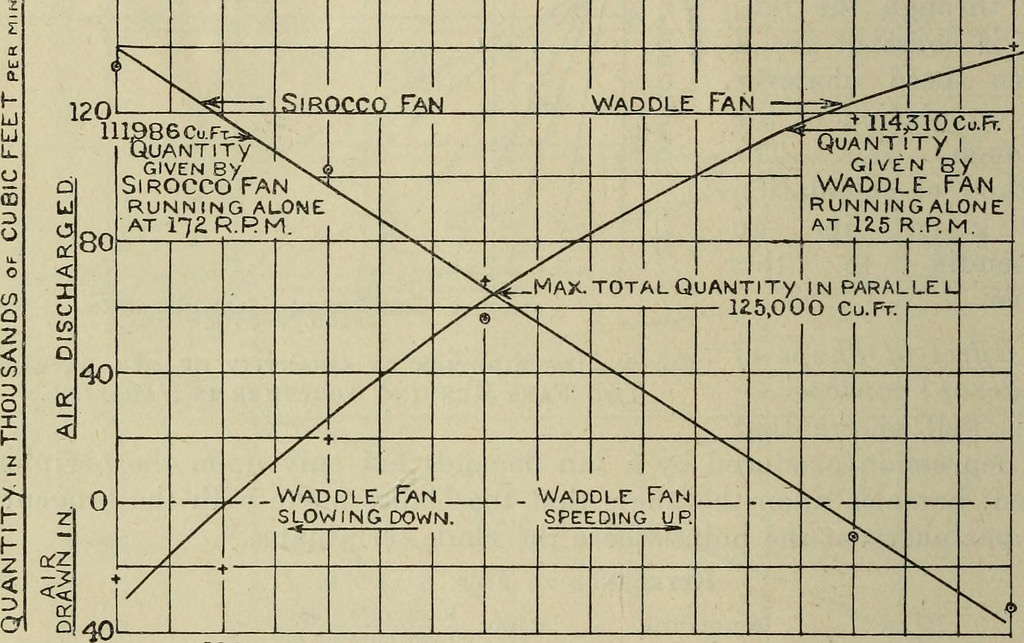 QUANTITY. IN THOUSANDS OF CUBIC FEET PER MIN
AIR DISCHARGED.
AIR
DRAWN IN.
120
80
40
0
40
SIROCCO FAN
WADDLE FAN
111986 CU.FT.
QUANTITY
GIVEN BY
SIROCCO FAN
RUNNING ALONE
AT 172 R.P.M.
114,310 CU.FT.
QUANTITY
GIVEN BY
WADDLE FAN
RUNNING ALONE
AT 125 R.P.M.
MAX. TOTAL QUANTITY IN PARALLEL
125,000 CU.FT.
WADDLE FAN
SLOWING DOWN.
WADDLE FAN
SPEEDING UP.